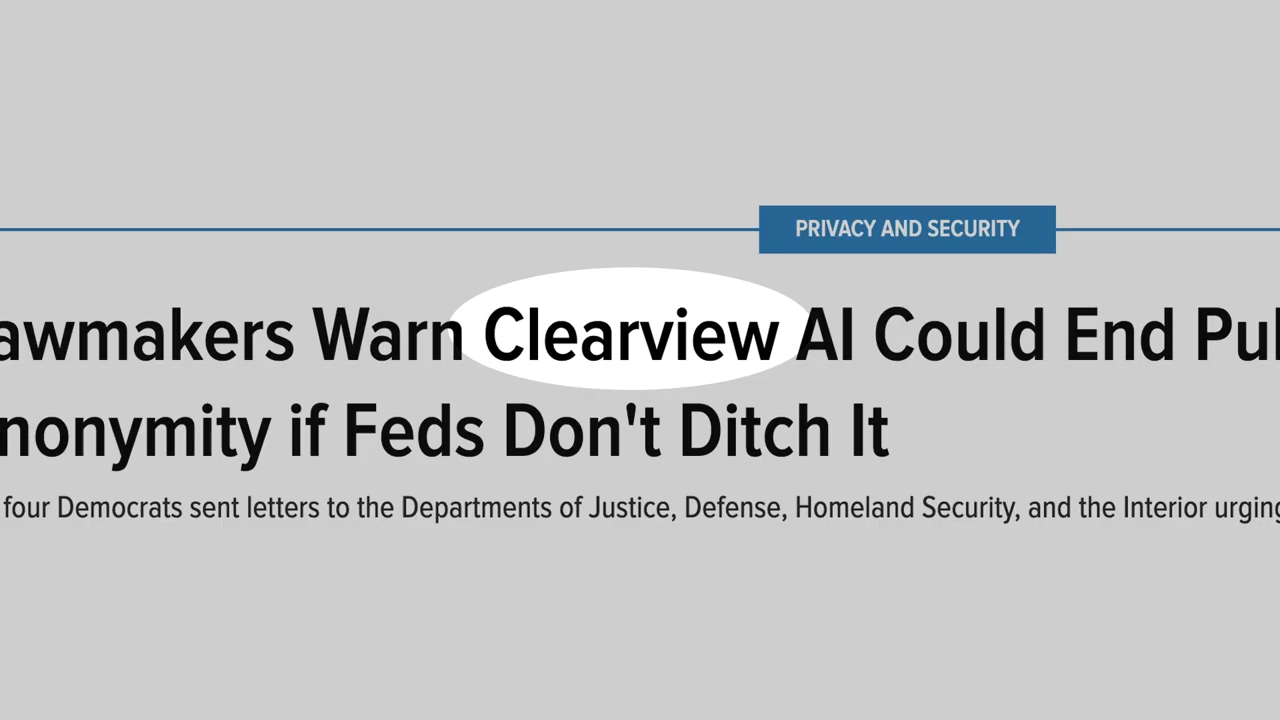 PRIVACY AND SECURITY
awmakers Warn Clearview AI Could End Pu
nonymity if Feds Don't Ditch It
four Democrats sent letters to the Departments of Justice, Defense, Homeland Security, and the Interior urging